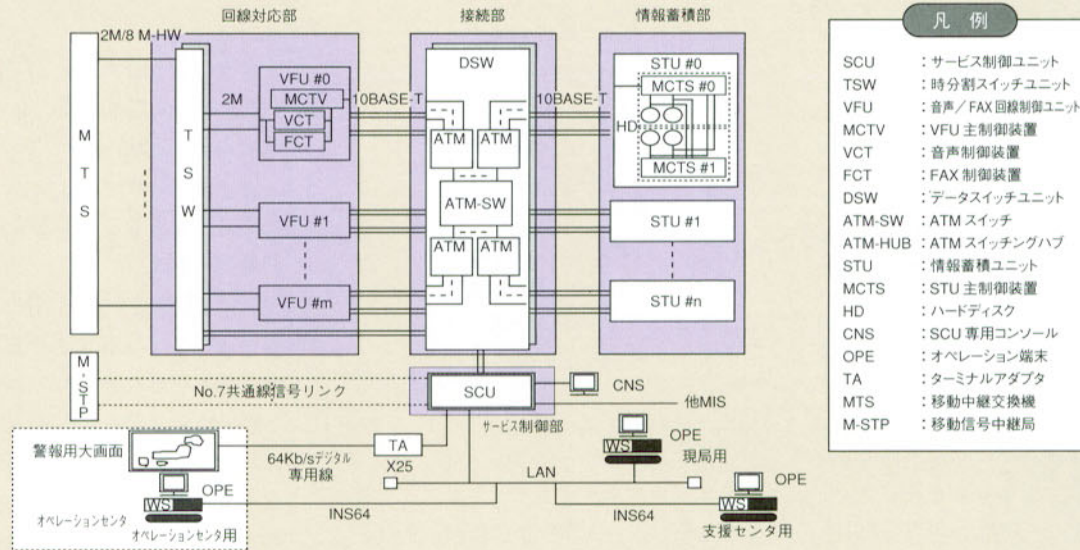 回線対応部
接続部
情報蓄積部
2M/8 M-HW
MTS
TSW
2M
VFU #0
MCTV
VCT
FCT
10BASE-T
DSW
ATM
ATM
ATM-SW
ATM
ATM
10BASE-T
STU #0
MCTS #0
HD
MCTS #1
VFU #1
STU #1
VFU #m
STU #n
M-STP
No.7共通線信号リンク
SCU
サービス制御部
CNS
他MIS
警報用大画面
64Kb/sデジタル
専用線
TA
X25
OPE
WS
現局用
LAN
OPE
WS
オペレーションセンタ
オペレーションセンタ用
INS64
INS64
OPE
WS
支援センタ用
凡 例
SCU ：サービス制御ユニット
TSW ：時分割スイッチユニット
VFU ：音声／FAX回線制御ユニット
MCTV ：VFU主制御装置
VCT ：音声制御装置
FCT ：FAX制御装置
DSW ：データスイッチユニット
ATM-SW ：ATMスイッチ
ATM-HUB ：ATMスイッチングハブ
STU ：情報蓄積ユニット
MCTS ：STU主制御装置
HD ：ハードディスク
CNS ：SCU専用コンソール
OPE ：オペレーション端末
TA ：ターミナルアダプタ
MTS ：移動中継交換機
M-STP ：移動信号中継局